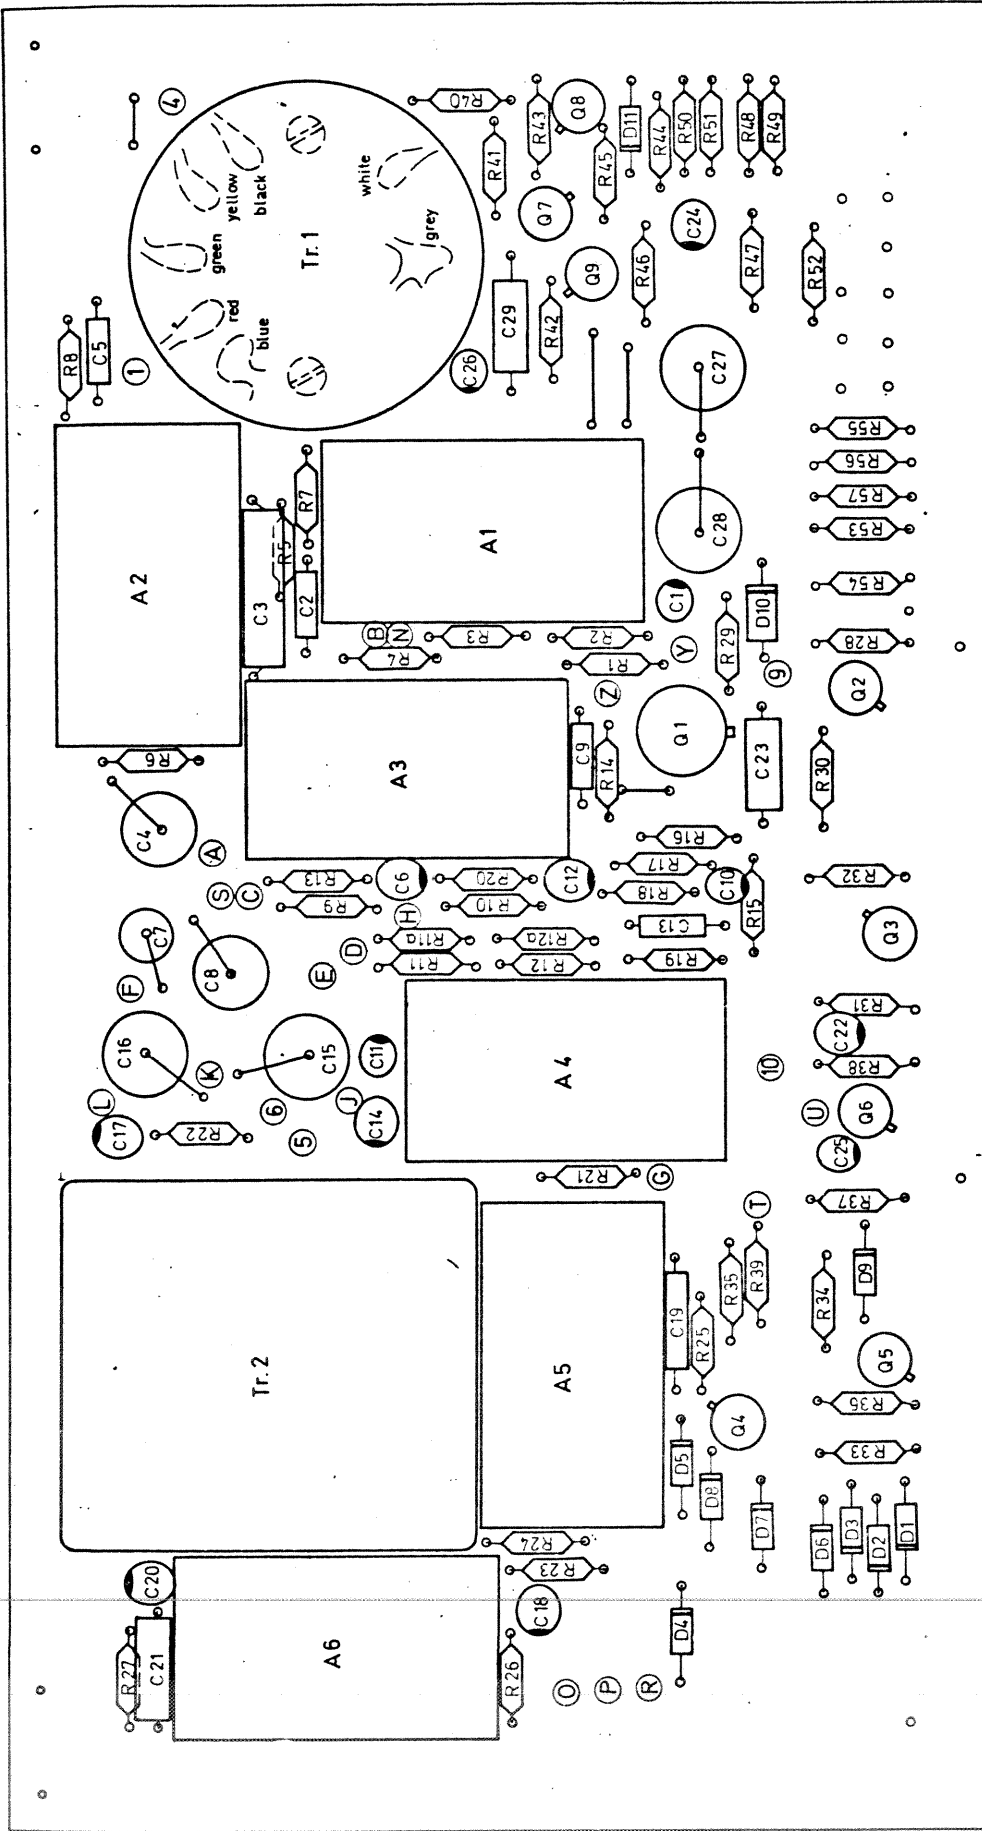 4
R40
R43
Q8
D11
R44
R50
R51
R48
R49
yellow
black
white
R41
R45
Q7
green
Tr.1
grey
C24
red
blue
Q9
R46
R47
R52
R8
C5
1
C26
C29
R42
C27
A2
R7
A1
C28
R55
R56
R57
R53
R54
C3
R5
C2
B
N
R4
R3
R2
R1
C1
Y
R29
D10
9
R28
Q2
R6
A3
Z
C9
R14
Q1
C23
R30
C4
A
S
C
R13
R9
C6
R20
R10
C12
R16
R17
R18
C10
R15
R32
C7
F
C8
H
D
E
R11a
R11
R12a
R12
C13
R19
Q3
C16
K
C15
C11
A4
10
R31
C22
R38
L
C17
R22
6
5
J
C14
U
Q6
C25
R21
G
T
R37
Tr.2
A5
C19
R25
R35
R39
R34
D9
Q5
Q4
R36
R33
D5
D8
D7
D6
D3
D2
D1
R24
R23
C20
R27
C21
A6
R26
C18
O
P
R
D4